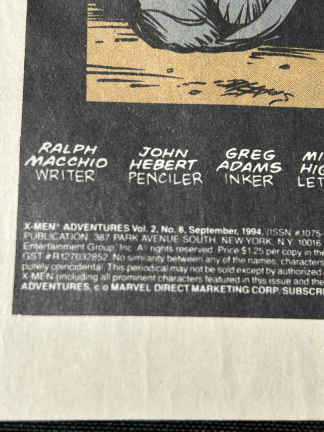 RALPH MACCHIO WRITER
JOHN HEBERT PENCILER
GREG ADAMS INKER
X-MEN ADVENTURES Vol. 2, No. 8, September, 1994. (ISSN #1075-
PUBLICATION, 387 PARK AVENUE SOUTH, NEW YORK, N.Y. 10016
Entertainment Group, Inc. All rights reserved. Price $1.25 per copy in the
GST #R127032852. No similarity between any of the names, characters
purely coincidental. This periodical may not be sold except by authorized
X-MEN (including all prominent characters featured in this issue and the
ADVENTURES, c/o MARVEL DIRECT MARKETING CORP. SUBSCRI